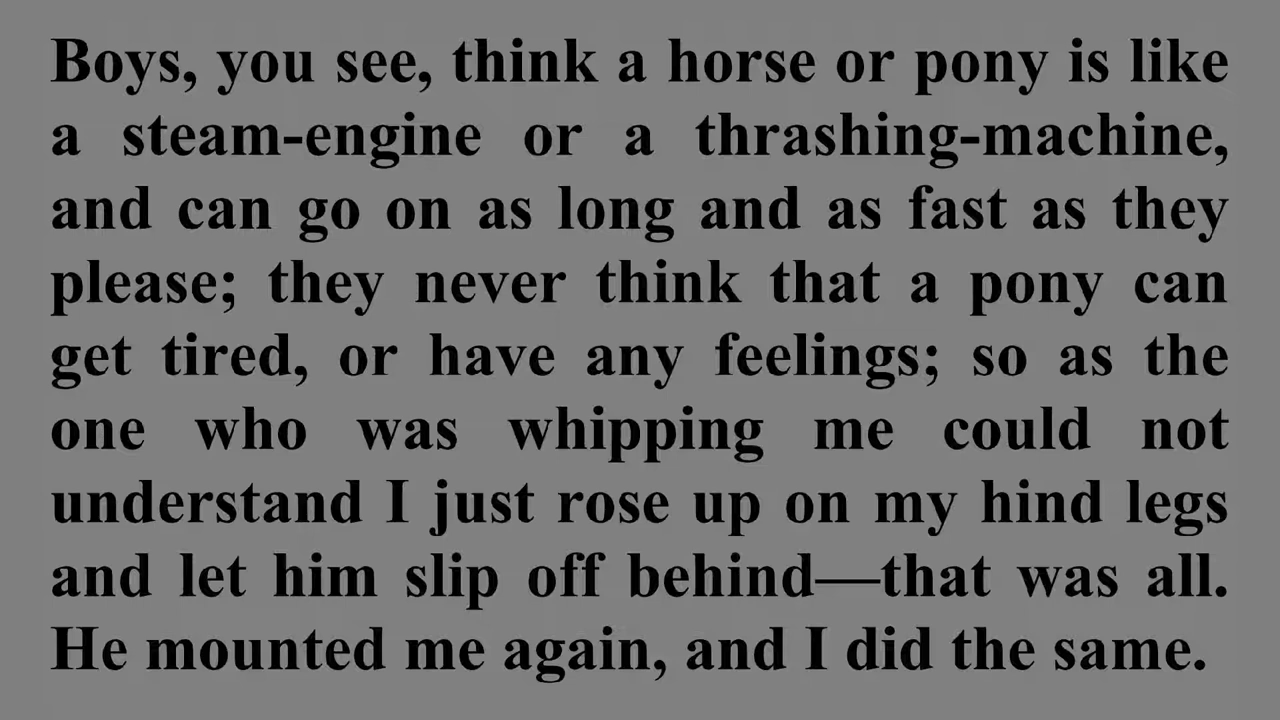 Boys, you see, think a horse or pony is like
a steam-engine or a thrashing-machine,
and can go on as long and as fast as they
please; they never think that a pony can
get tired, or have any feelings; so as the
one who was whipping me could not
understand I just rose up on my hind legs
and let him slip off behind—that was all.
He mounted me again, and I did the same.